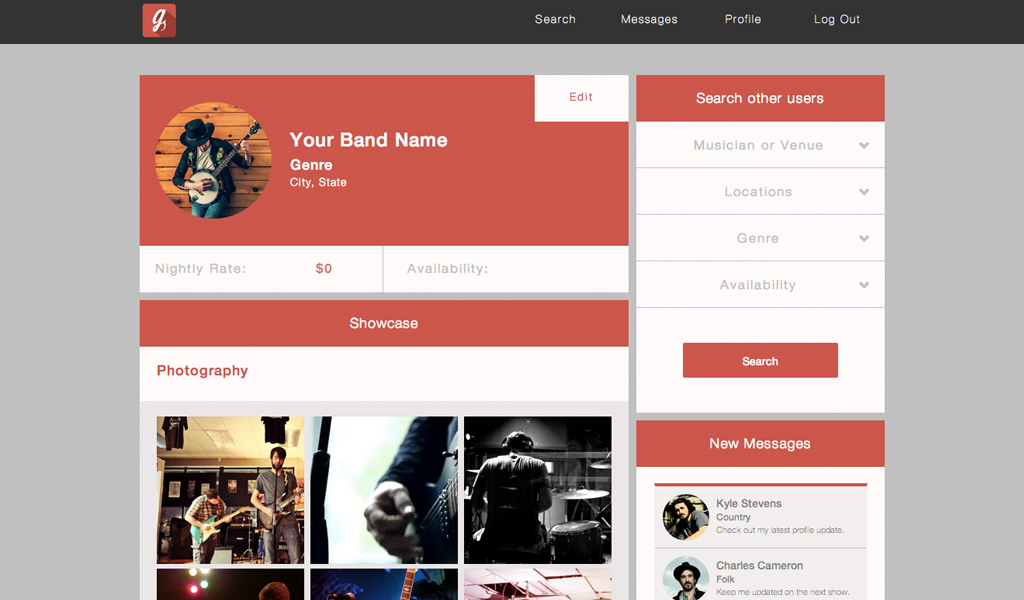 g
Search
Messages
Profile
Log Out
Edit
Your Band Name
Genre
City, State
Nightly Rate:
$0
Availability:
Showcase
Photography
Search other users
Musician or Venue
Locations
Genre
Availability
Search
New Messages
Kyle Stevens
Country
Check out my latest profile update.
Charles Cameron
Folk
Keep me updated on the next show.